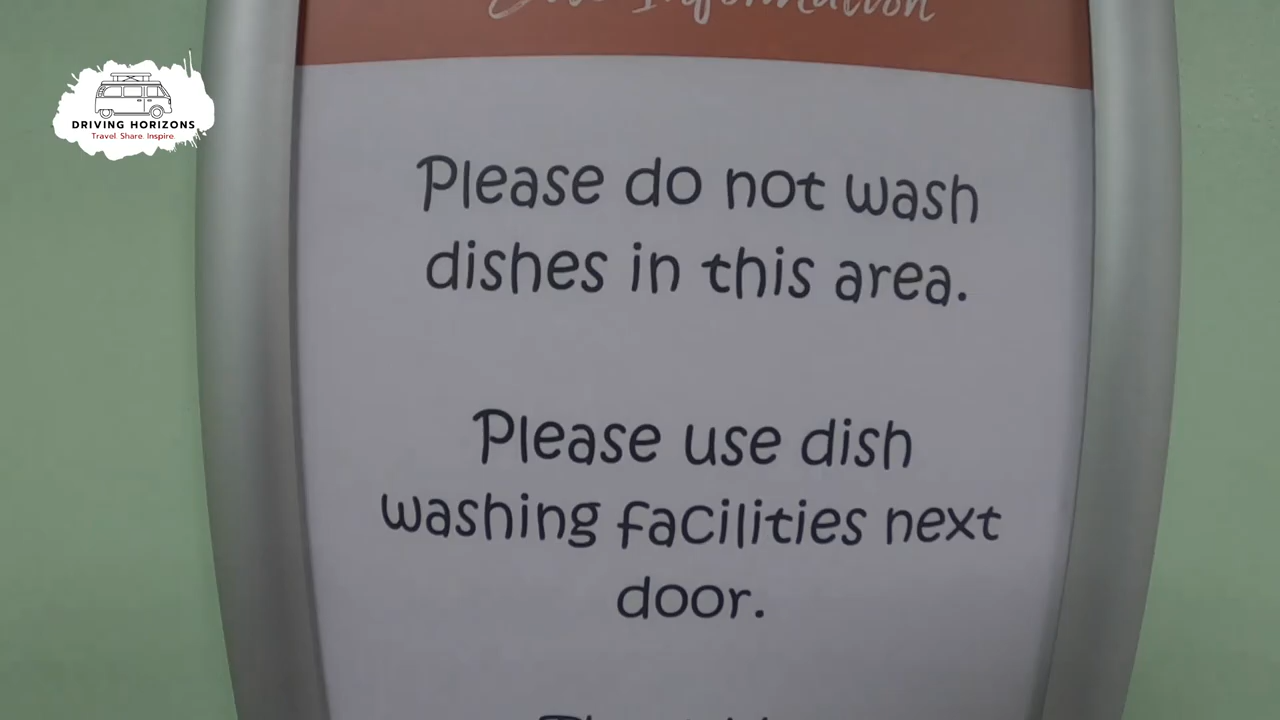 Information
DRIVING HORIZONS
Travel. Share. Inspire.
Please do not wash
dishes in this area.
Please use dish
washing facilities next
door.